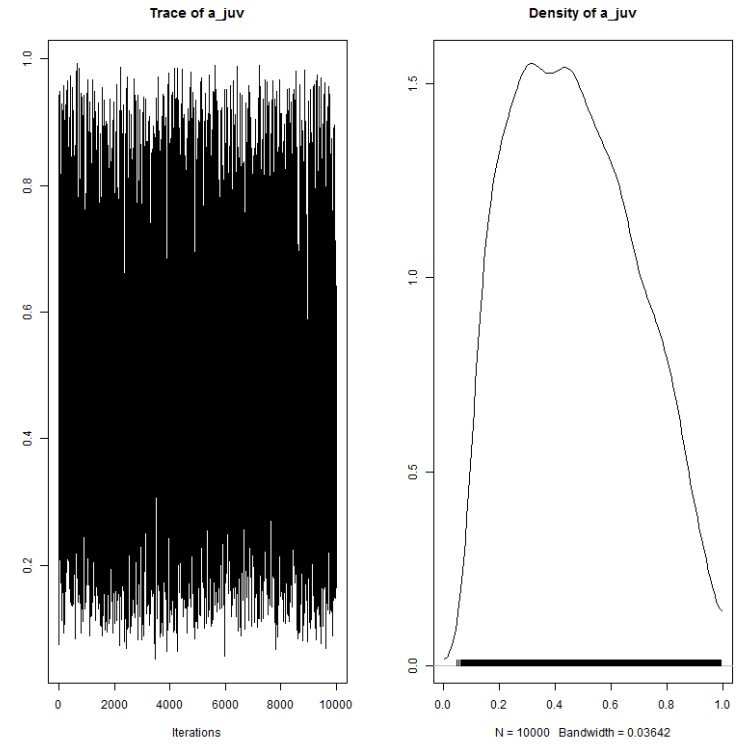 Trace of a_juv
1.0
0.8
0.6
0.4
0.2
0 2000 4000 6000 8000 10000
Iterations
Density of a_juv
1.5
1.0
0.5
0.0
0.0 0.2 0.4 0.6 0.8 1.0
N = 10000 Bandwidth = 0.03642